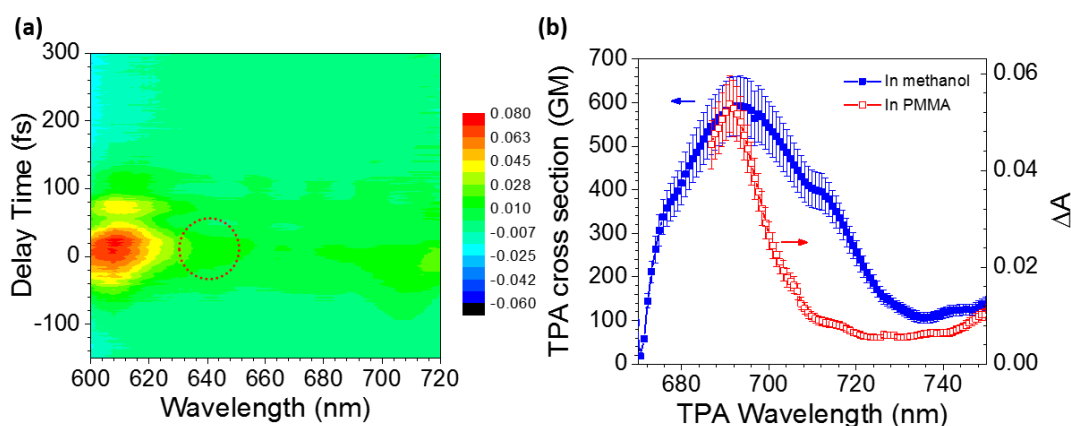 (a)
300
200
100
0
-100
Delay Time (fs)
600 620 640 660 680 700 720
Wavelength (nm)
0.080
0.063
0.045
0.028
0.010
-0.007
-0.025
-0.042
-0.060
(b)
700
600
500
400
300
200
100
0
TPA cross section (GM)
In methanol
In PMMA
0.06
0.04
0.02
0.00
ΔA
680 700 720 740
TPA Wavelength (nm)